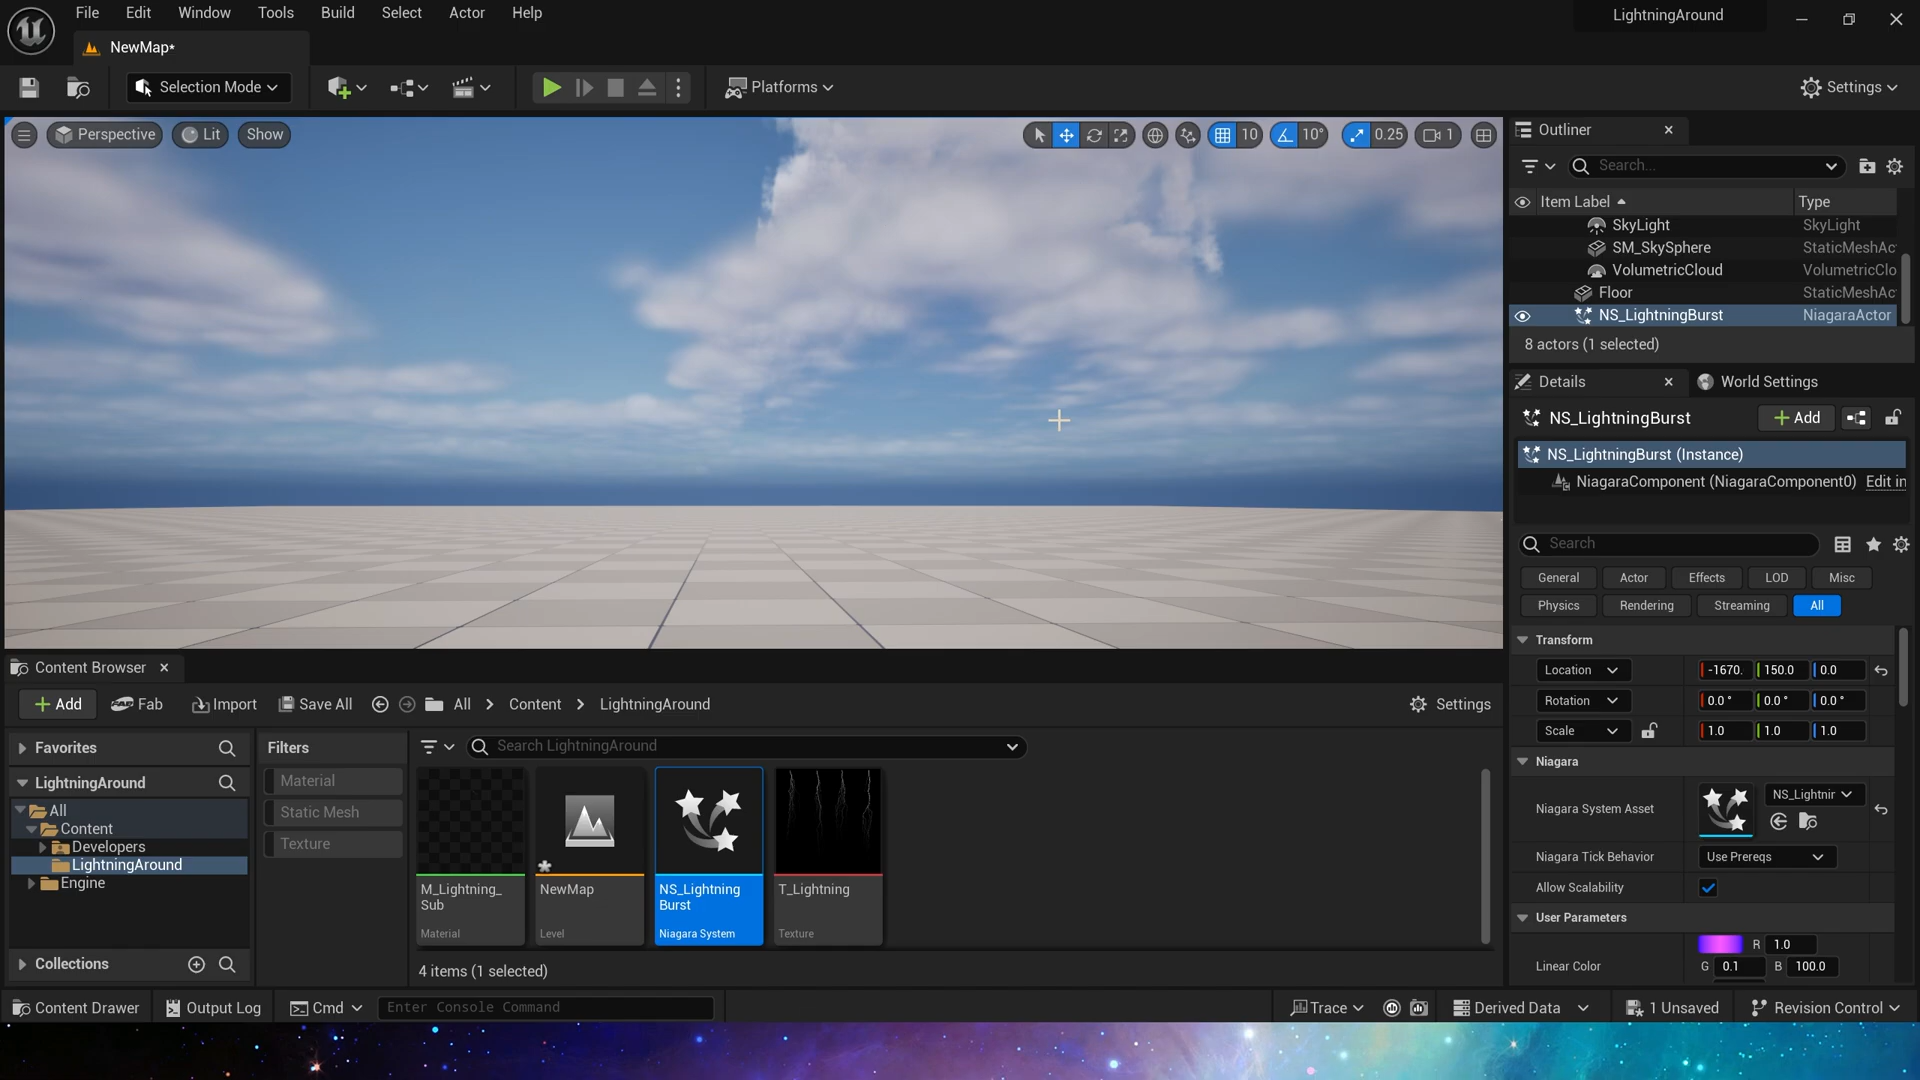 File Edit Window Tools Build Select Actor Help
LightningAround
NewMap*
Selection Mode
Platforms
Settings
Perspective Lit Show
10 10° 0.25 1
Outliner
Search...
Item Label Type
SkyLight SkyLight
SM_SkySphere StaticMeshAc
VolumetricCloud VolumetricClo
Floor StaticMeshAc
NS_LightningBurst NiagaraActor
8 actors (1 selected)
Details World Settings
NS_LightningBurst Add
NS_LightningBurst (Instance)
NiagaraComponent (NiagaraComponent0) Edit in
Search
General Actor Effects LOD Misc
Physics Rendering Streaming All
Transform
Location -1670. 150.0 0.0
Rotation 0.0 ° 0.0 ° 0.0 °
Scale 1.0 1.0 1.0
Niagara
Niagara System Asset NS_Lightnir
Niagara Tick Behavior Use Prereqs
Allow Scalability
User Parameters
Linear Color R 1.0
G 0.1 B 100.0
Content Browser
Add Fab Import Save All All Content LightningAround Settings
Favorites
LightningAround
All
Content
Developers
LightningAround
Engine
Collections
Filters
Material
Static Mesh
Texture
Search LightningAround
M_Lightning_
Sub
Material
NewMap
Level
NS_Lightning
Burst
Niagara System
T_Lightning
Texture
4 items (1 selected)
Content Drawer Output Log Cmd Enter Console Command Trace Derived Data 1 Unsaved Revision Control